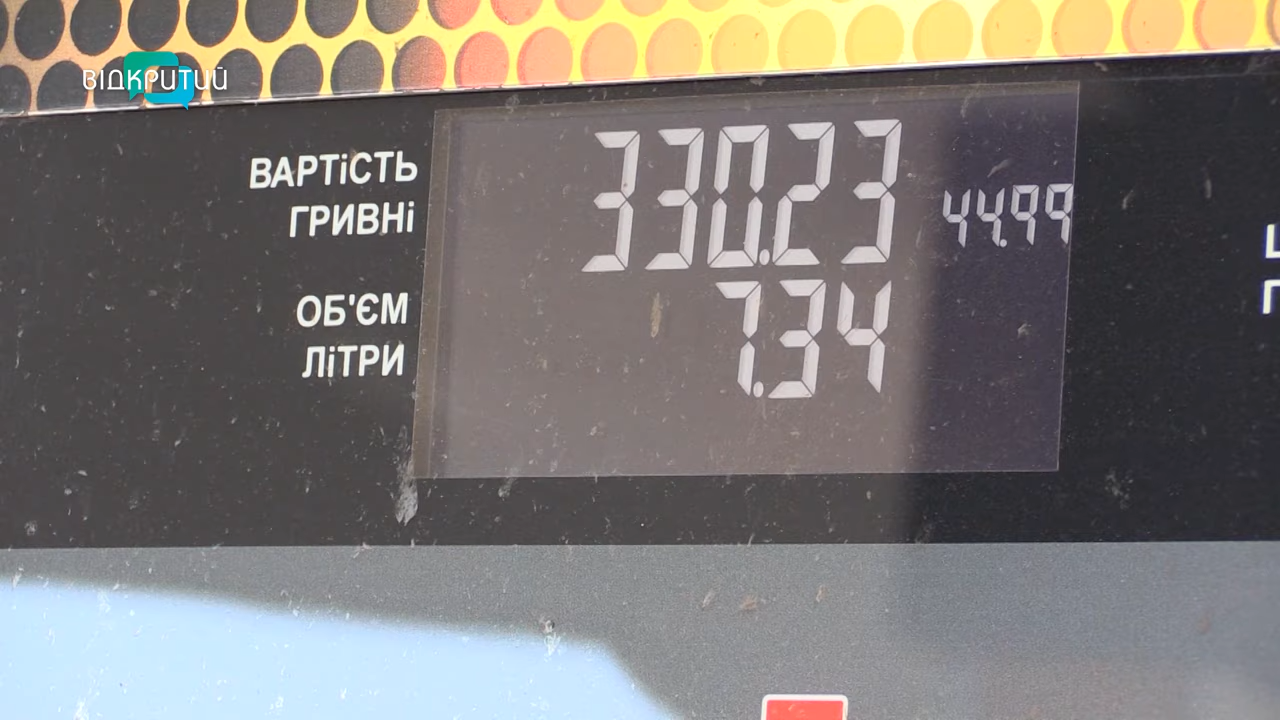 ВІДКРИТИЙ
ВАРТіСТЬ
ГРИВНі
330.23
44.99
ОБ'ЄМ
ЛіТРИ
7.34